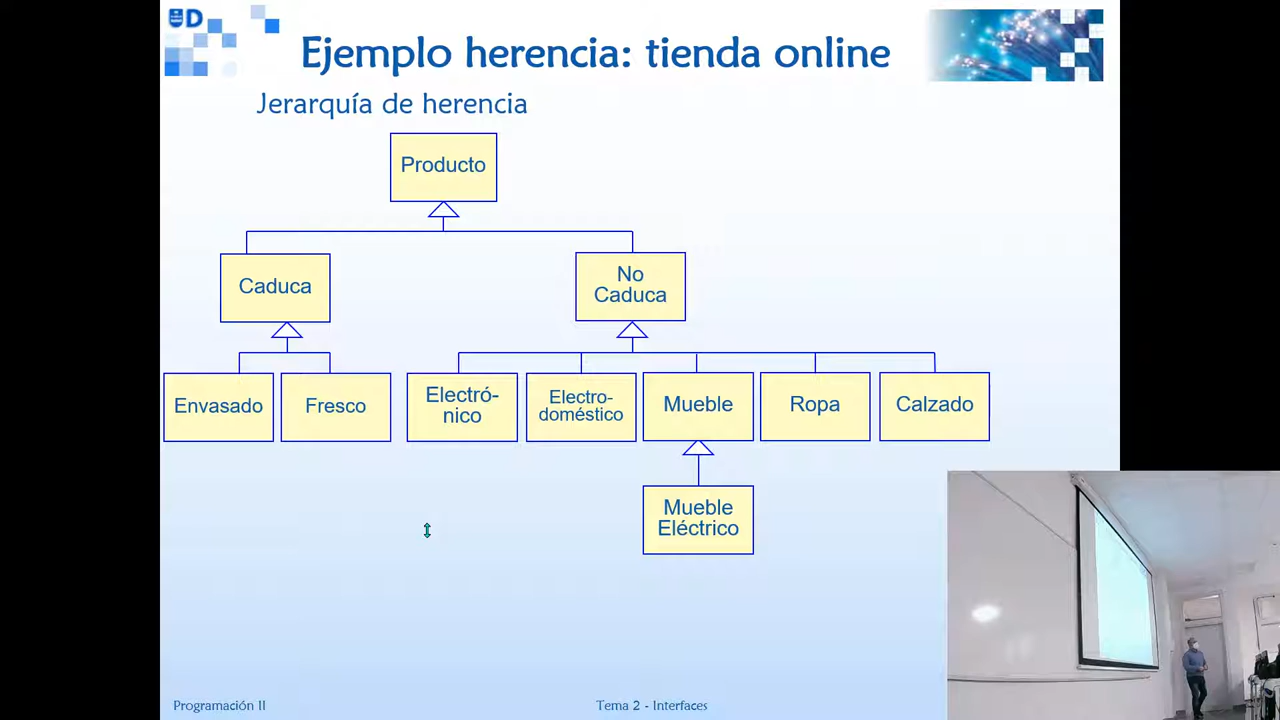 D
Ejemplo herencia: tienda online
Jerarquía de herencia
Producto
Caduca
No
Caduca
Envasado
Fresco
Electró-
nico
Electro-
doméstico
Mueble
Ropa
Calzado
Mueble
Eléctrico
Programación II
Tema 2 - Interfaces